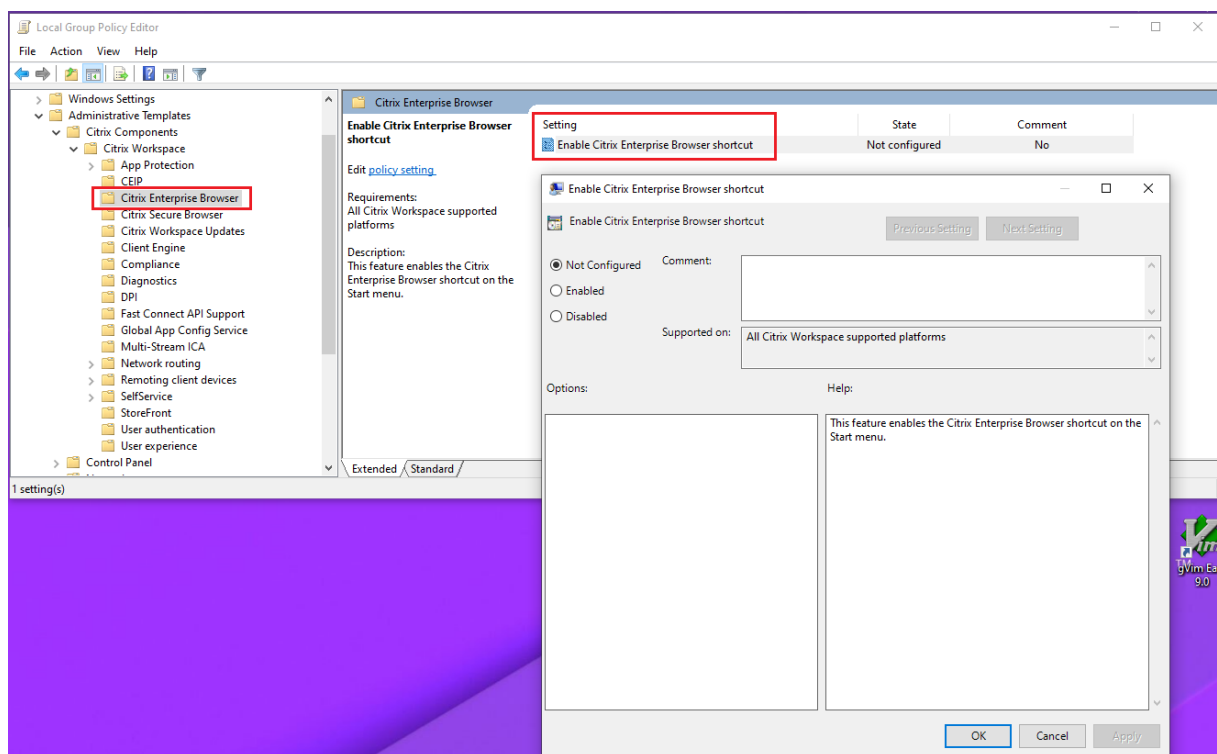 Local Group Policy Editor
File Action View Help
Windows Settings
Administrative Templates
Citrix Components
Citrix Workspace
App Protection
CEIP
Citrix Enterprise Browser
Citrix Secure Browser
Citrix Workspace Updates
Client Engine
Compliance
Diagnostics
DPI
Fast Connect API Support
Global App Config Service
Multi-Stream ICA
Network routing
Remoting client devices
SelfService
StoreFront
User authentication
User experience
Control Panel
1 setting(s)
Citrix Enterprise Browser
Enable Citrix Enterprise Browser
shortcut
Edit policy setting
Requirements:
All Citrix Workspace supported
platforms
Description:
This feature enables the Citrix
Enterprise Browser shortcut on the
Start menu.
Setting State Comment
Enable Citrix Enterprise Browser shortcut Not configured No
Extended Standard
Enable Citrix Enterprise Browser shortcut
Enable Citrix Enterprise Browser shortcut
Previous Setting Next Setting
Not Configured Comment:
Enabled
Disabled
Supported on: All Citrix Workspace supported platforms
Options: Help:
This feature enables the Citrix Enterprise Browser shortcut on the
Start menu.
OK Cancel Apply
gVim Ea
9.0